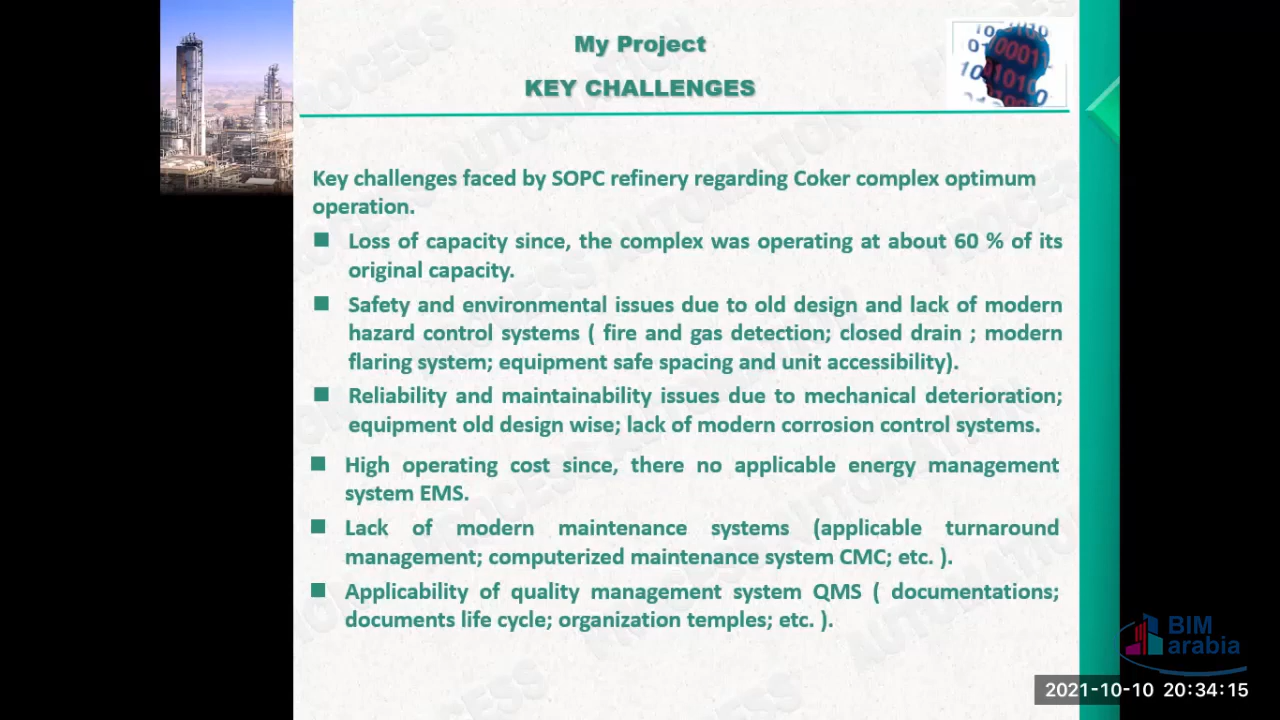 My Project
KEY CHALLENGES
Key challenges faced by SOPC refinery regarding Coker complex optimum
operation.
Loss of capacity since, the complex was operating at about 60 % of its
original capacity.
Safety and environmental issues due to old design and lack of modern
hazard control systems ( fire and gas detection; closed drain ; modern
flaring system; equipment safe spacing and unit accessibility).
Reliability and maintainability issues due to mechanical deterioration;
equipment old design wise; lack of modern corrosion control systems.
High operating cost since, there no applicable energy management
system EMS.
Lack of modern maintenance systems (applicable turnaround
management; computerized maintenance system CMC; etc. ).
Applicability of quality management system QMS ( documentations;
documents life cycle; organization temples; etc. ).
BIM
arabia
2021-10-10 20:34:15